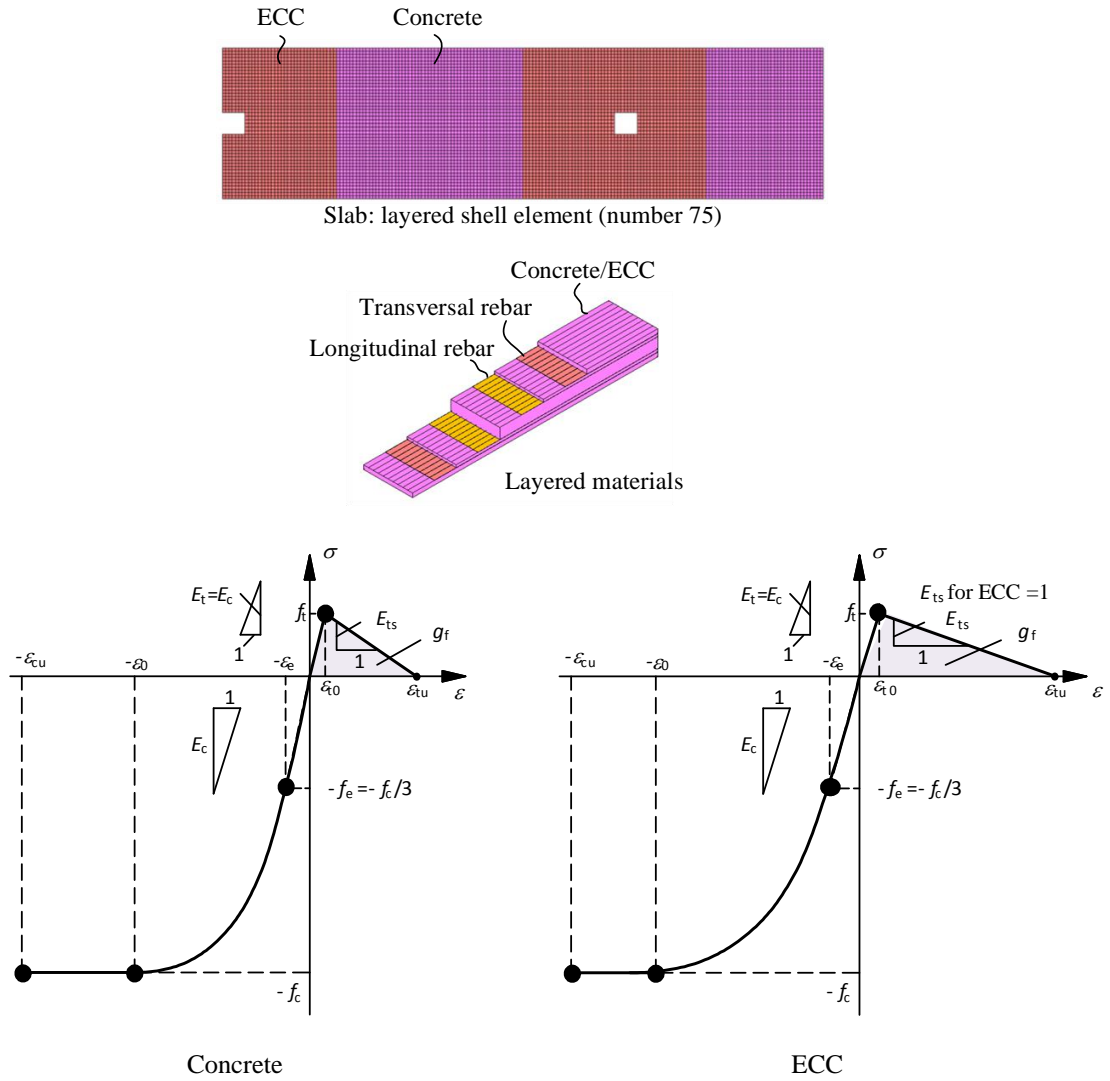 ECC
Concrete
Slab: layered shell element (number 75)
Concrete/ECC
Transversal rebar
Longitudinal rebar
Layered materials
σ
Et=Ec
1
ft
Ets
1
gf
-εcu
-ε0
-εe
εt0
εtu
ε
1
Ec
- fe = - fc/3
- fc
Concrete
σ
Et=Ec
1
ft
Ets for ECC =1
Ets
1
gf
-εcu
-ε0
-εe
εt0
εtu
ε
1
Ec
- fe = - fc/3
- fc
ECC